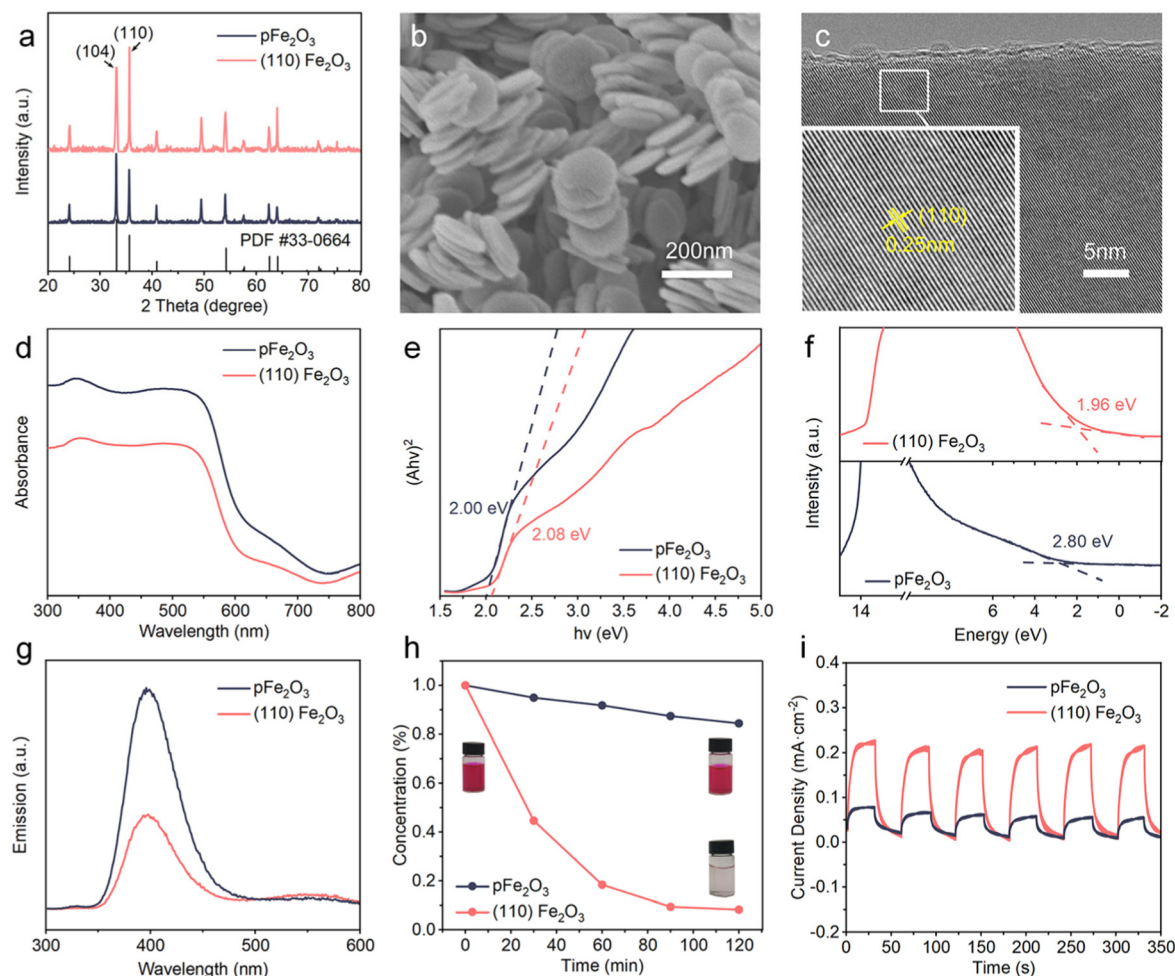 a
pFe₂O₃
(110) Fe₂O₃
(104)
(110)
PDF #33-0664
Intensity (a.u.)
20 30 40 50 60 70 80
2 Theta (degree)
b
200nm
c
(110)
0.25nm
5nm
d
pFe₂O₃
(110) Fe₂O₃
Absorbance
300 400 500 600 700 800
Wavelength (nm)
e
(Ahv)²
2.00 eV
2.08 eV
pFe₂O₃
(110) Fe₂O₃
1.5 2.0 2.5 3.0 3.5 4.0 4.5 5.0
hv (eV)
f
1.96 eV
(110) Fe₂O₃
Intensity (a.u.)
2.80 eV
pFe₂O₃
14 6 4 2 0 -2
Energy (eV)
g
pFe₂O₃
(110) Fe₂O₃
Emission (a.u.)
300 400 500 600
Wavelength (nm)
h
Concentration (%)
1.0
0.8
0.6
0.4
0.2
0.0
pFe₂O₃
(110) Fe₂O₃
0 20 40 60 80 100 120
Time (min)
i
Current Density (mA·cm⁻²)
0.4
0.3
0.2
0.1
0.0
-0.1
-0.2
pFe₂O₃
(110) Fe₂O₃
0 50 100 150 200 250 300 350
Time (s)